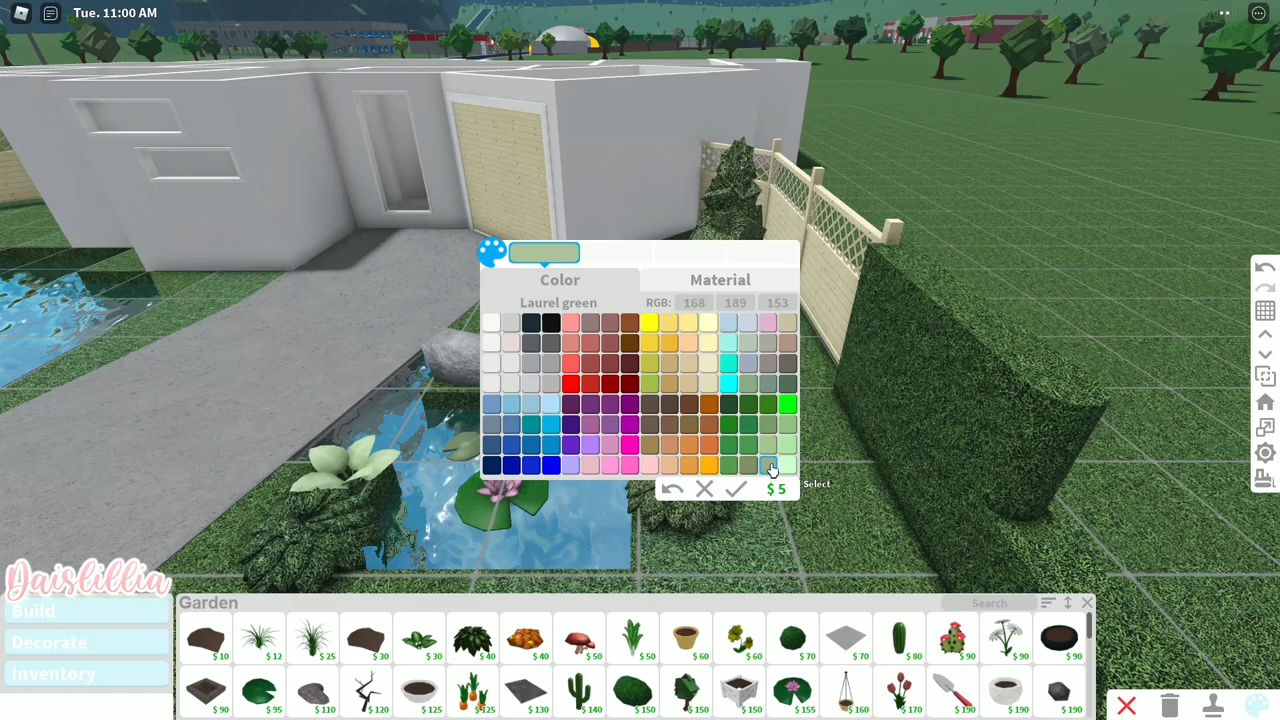 Tue. 11:00 AM
Color
Material
Laurel green
RGB: 168 189 153
$ 5
Select
Daisllillia
Build
Decorate
Inventory
Garden
Search
$ 10 $ 12 $ 25 $ 30 $ 30 $ 40 $ 40 $ 50 $ 50 $ 60 $ 60 $ 70 $ 70 $ 80 $ 90 $ 90 $ 90
$ 90 $ 95 $ 110 $ 120 $ 125 $ 125 $ 130 $ 140 $ 150 $ 150 $ 150 $ 155 $ 160 $ 170 $ 190 $ 190 $ 190